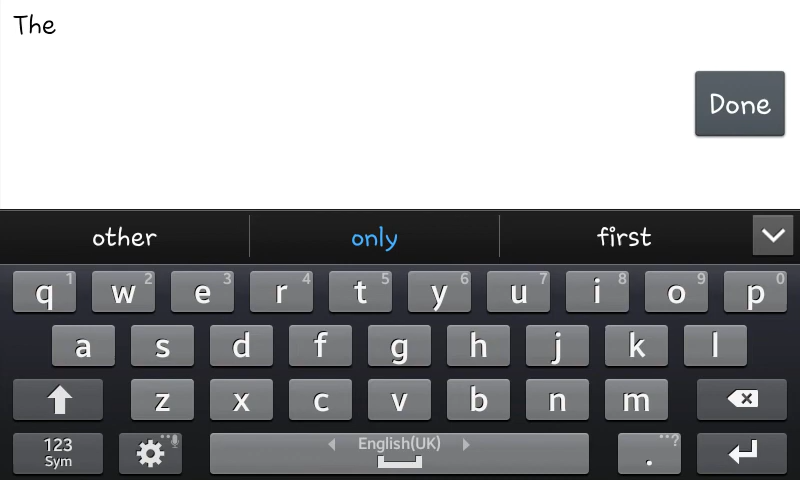 The
Done
other only first
q 1 w 2 e 3 r 4 t 5 y 6 u 7 i 8 o 9 p 0
a s d f g h j k l
z x c v b n m
123 Sym English(UK) . ?